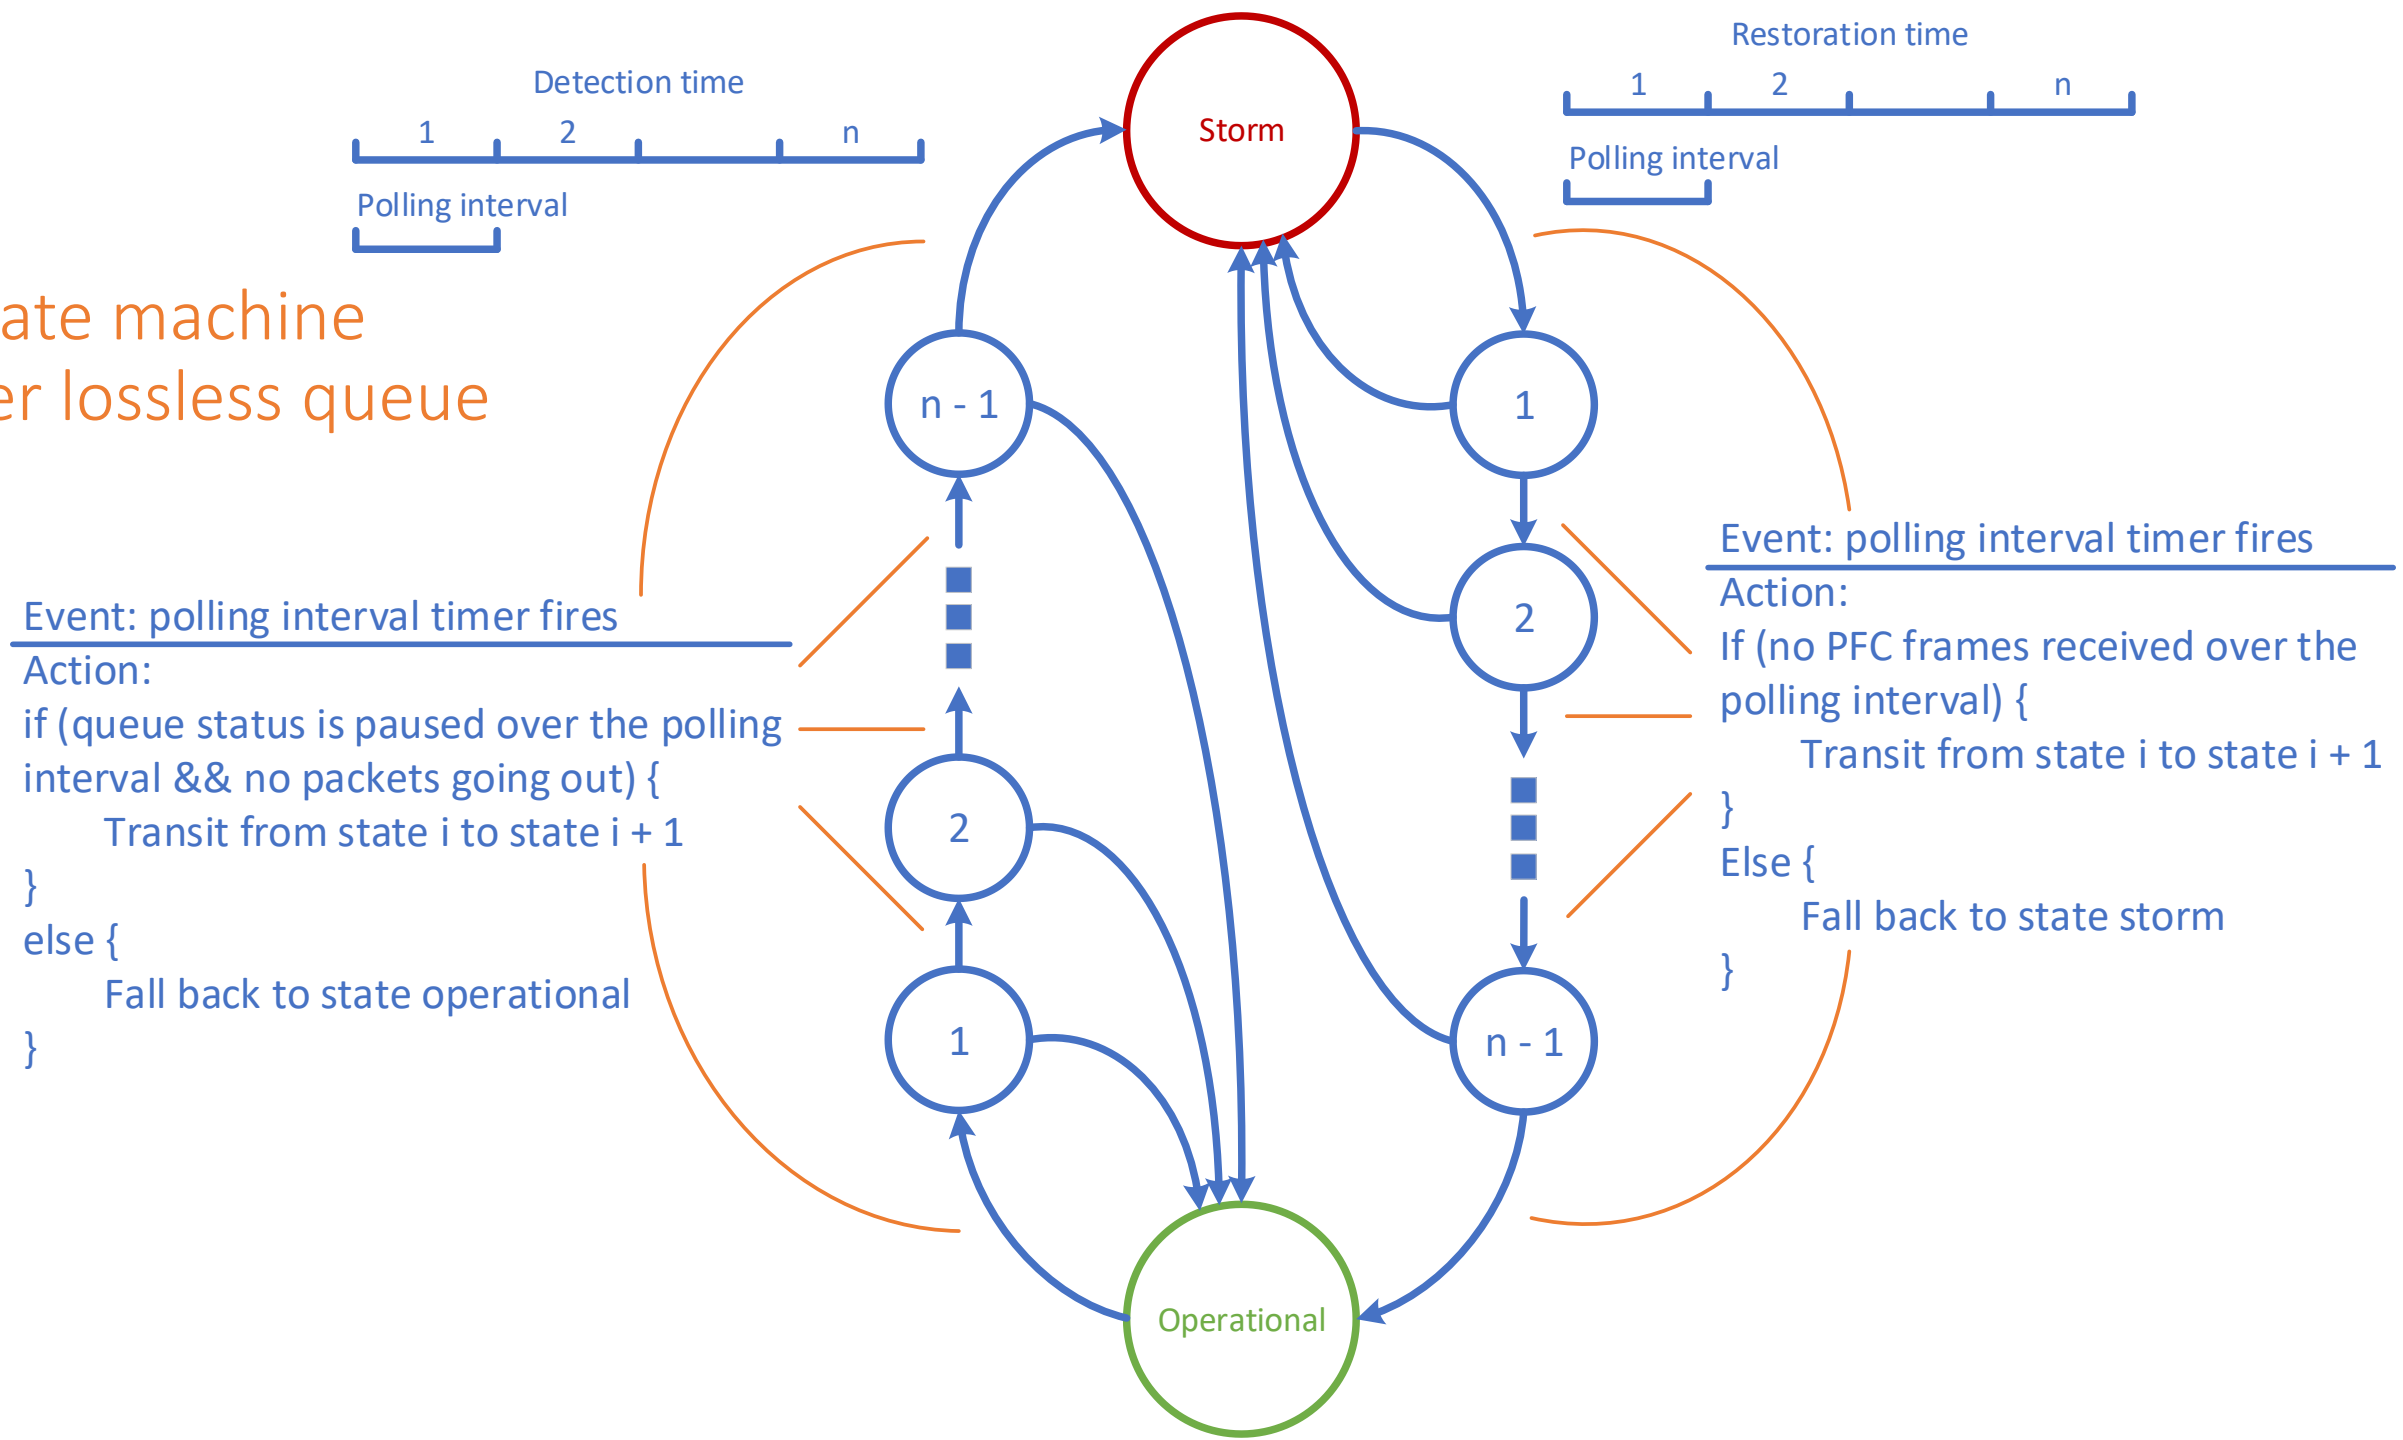 Detection time
1 2 n
Polling interval
Restoration time
1 2 n
Polling interval
Storm
ate machine
er lossless queue
n - 1
2
1
1
2
n - 1
Operational
Event: polling interval timer fires
Action:
if (queue status is paused over the polling
interval && no packets going out) {
Transit from state i to state i + 1
}
else {
Fall back to state operational
}
Event: polling interval timer fires
Action:
If (no PFC frames received over the
polling interval) {
Transit from state i to state i + 1
}
Else {
Fall back to state storm
}